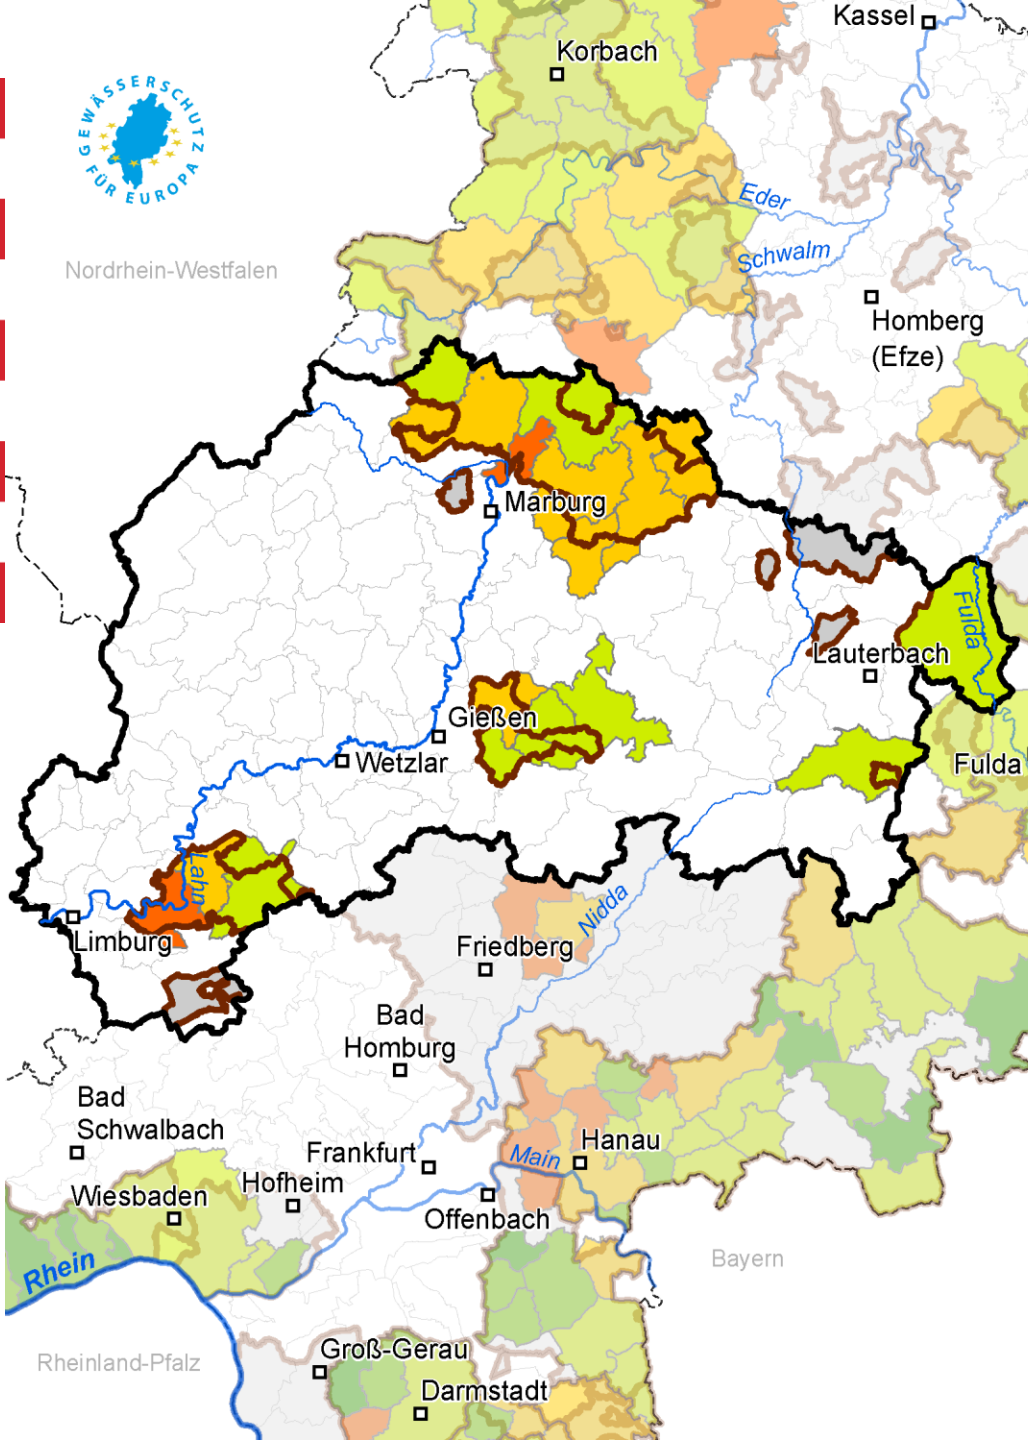 Kassel
Korbach
GEWÄSSERSCHUTZ
FÜR EUROPA
Eder
Nordrhein-Westfalen
Schwalm
Homberg
(Efze)
Marburg
Fulda
Lauterbach
Gießen
Wetzlar
Fulda
Lahn
Nidda
Limburg
Friedberg
Bad
Homburg
Bad
Schwalbach
Hanau
Frankfurt
Main
Hofheim
Wiesbaden
Offenbach
Rhein
Bayern
Rheinland-Pfalz
Groß-Gerau
Darmstadt